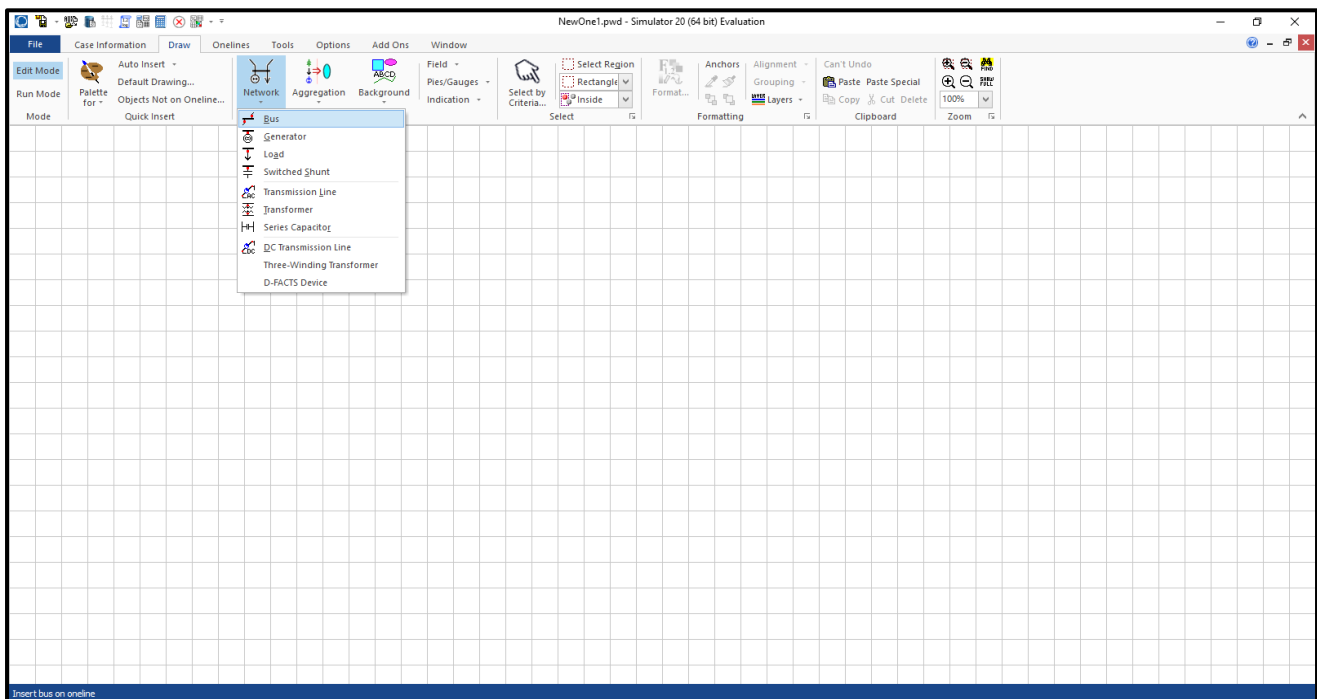 NewOne1.pwd - Simulator 20 (64 bit) Evaluation
File Case Information Draw Onelines Tools Options Add Ons Window
Edit Mode
Run Mode
Mode
Palette for
Auto Insert
Default Drawing...
Objects Not on Oneline...
Quick Insert
Network
Aggregation
ABCD
Background
Field
Pies/Gauges
Indication
Select by
Criteria...
Select Region
Rectangle
Inside
Select
Format...
Anchors
Alignment
Grouping
Layers
Formatting
Can't Undo
Paste Paste Special
Copy Cut Delete
Clipboard
FIND
100%
Zoom
Bus
Generator
Load
Switched Shunt
Transmission Line
Transformer
Series Capacitor
DC Transmission Line
Three-Winding Transformer
D-FACTS Device
Insert bus on oneline